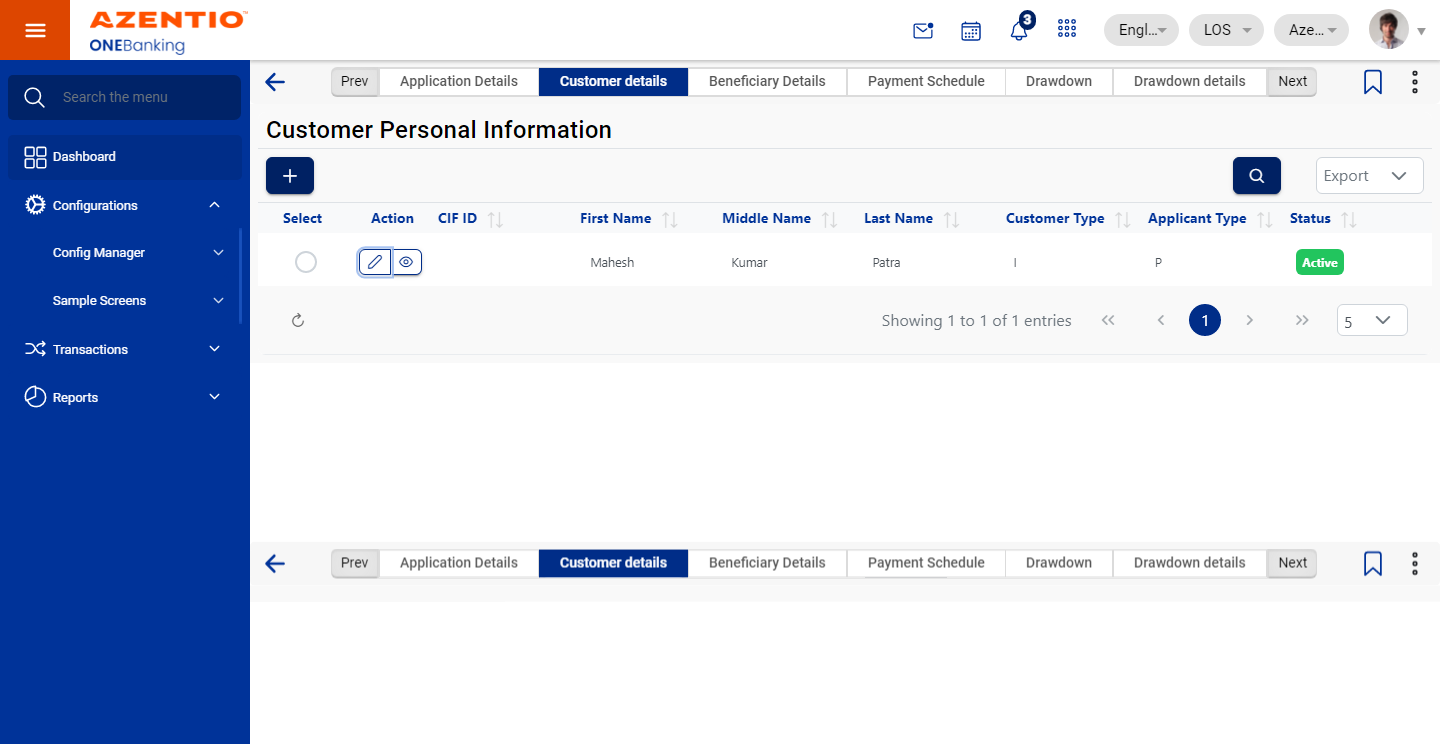 AZENTIO™
ONEBanking
3
Engl...
LOS
Aze...
Search the menu
Dashboard
Configurations
Config Manager
Sample Screens
Transactions
Reports
Prev Application Details Customer details Beneficiary Details Payment Schedule Drawdown Drawdown details Next
Customer Personal Information
+
Export
Select Action CIF ID First Name Middle Name Last Name Customer Type Applicant Type Status
Mahesh Kumar Patra I P Active
Showing 1 to 1 of 1 entries 1 5
Prev Application Details Customer details Beneficiary Details Payment Schedule Drawdown Drawdown details Next